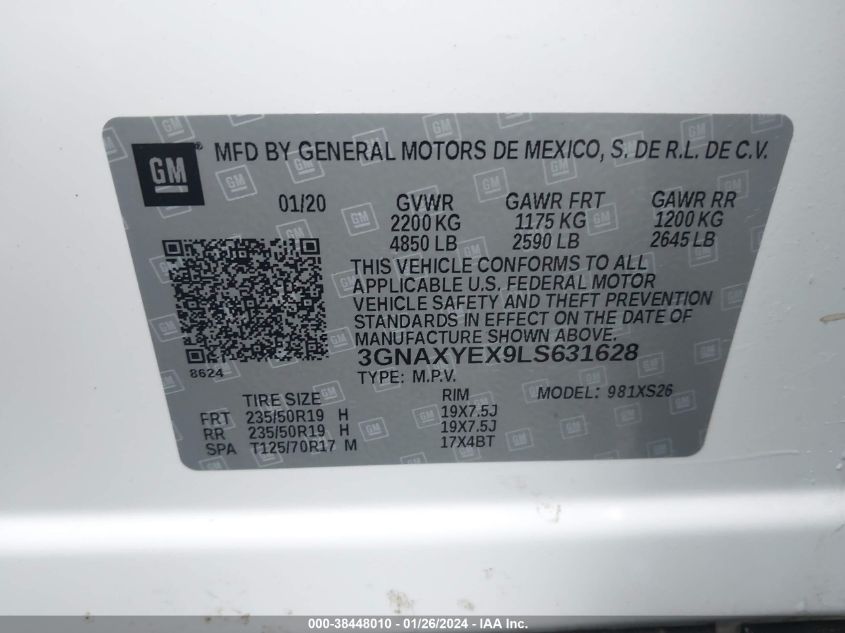 GM ® MFD BY GENERAL MOTORS DE MEXICO, S. DE R.L. DE C.V.
01/20 GVWR GAWR FRT GAWR RR
2200 KG 1175 KG 1200 KG
4850 LB 2590 LB 2645 LB
THIS VEHICLE CONFORMS TO ALL
APPLICABLE U.S. FEDERAL MOTOR
VEHICLE SAFETY AND THEFT PREVENTION
STANDARDS IN EFFECT ON THE DATE OF
MANUFACTURE SHOWN ABOVE.
3GNAXYEX9LS631628
8624 TYPE: M.P.V.
TIRE SIZE RIM MODEL: 981XS26
FRT 235/50R19 H 19X7.5J
RR 235/50R19 H 19X7.5J
SPA T125/70R17 M 17X4BT
000-38448010 - 01/26/2024 - IAA Inc.